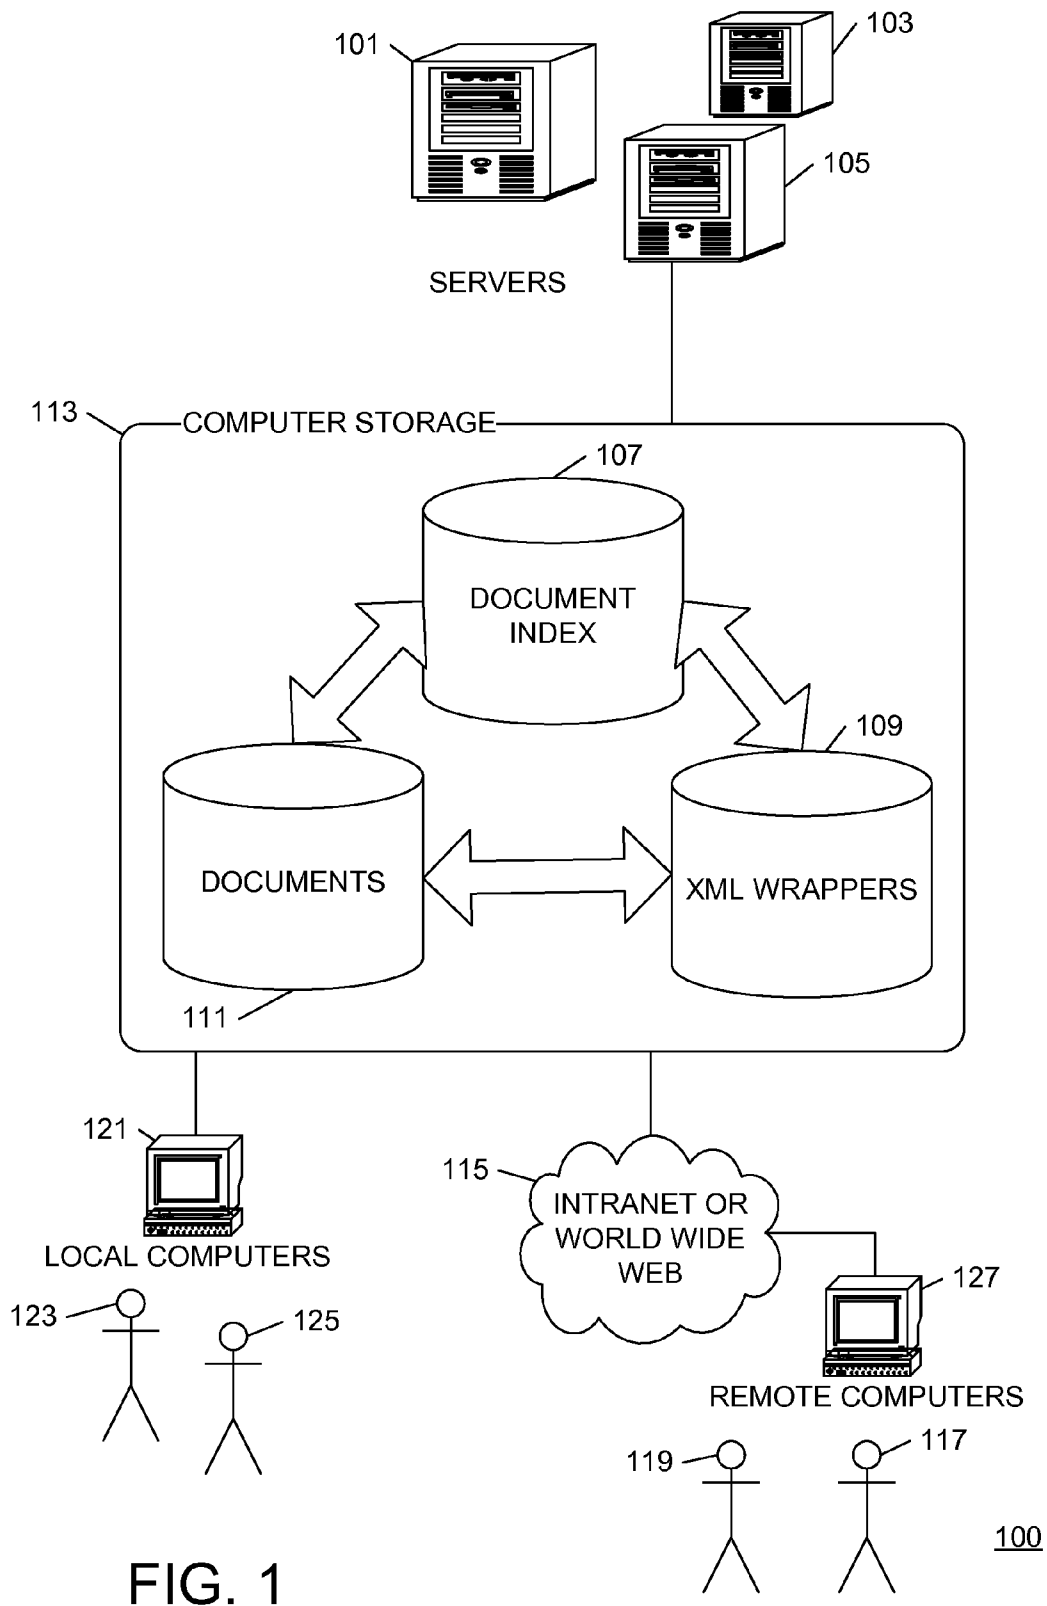 101
103
105
SERVERS
113
COMPUTER STORAGE
107
DOCUMENT
INDEX
109
DOCUMENTS
XML WRAPPERS
111
121
115
INTRANET OR
WORLD WIDE
WEB
LOCAL COMPUTERS
127
123
125
REMOTE COMPUTERS
119
117
100
FIG. 1